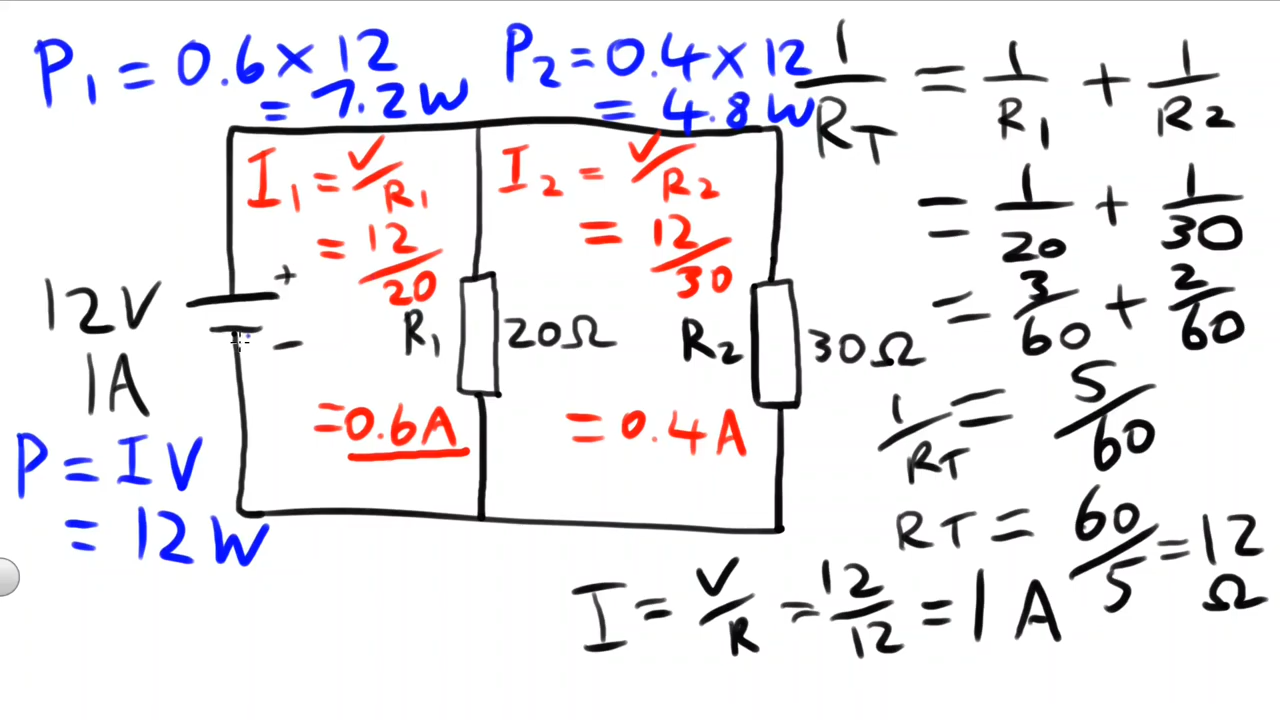 P₁ = 0.6 × 12
= 7.2W
P₂ = 0.4 × 12
= 4.8W
I₁ = V/R₁
= 12/20
= 0.6A
I₂ = V/R₂
= 12/30
= 0.4A
+
−
12V
1A
R₁ 20Ω
R₂ 30Ω
P = IV
= 12W
1/RT = 1/R₁ + 1/R2
= 1/20 + 1/30
= 3/60 + 2/60
1/RT = 5/60
RT = 60/5 = 12Ω
I = V/R = 12/12 = 1A